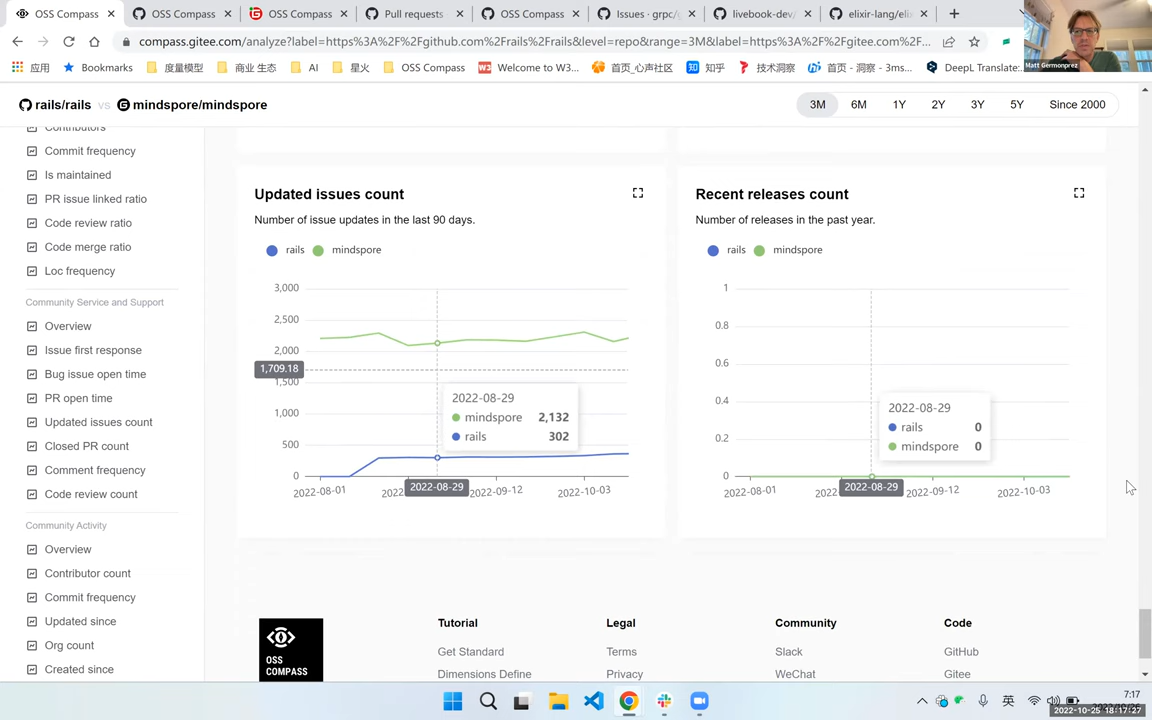 OSS Compass
OSS Compass
OSS Compass
Pull requests
OSS Compass
Issues · grpc/g
livebook-dev/
elixir-lang/eli
compass.gitee.com/analyze?label=https%3A%2F%2Fgithub.com%2Frails%2Frails&level=repo&range=3M&label=https%3A%2F%2Fgitee.com%2F...
应用
Bookmarks
度量模型
商业 生态
AI
星火
OSS Compass
Welcome to W3...
首页_心声社区
知乎
技术洞察
首页 - 洞察 - 3ms...
DeepL Translate:...
Matt Germonprez
rails/rails vs mindspore/mindspore
3M 6M 1Y 2Y 3Y 5Y Since 2000
Contributors
Commit frequency
Is maintained
PR issue linked ratio
Code review ratio
Code merge ratio
Loc frequency
Community Service and Support
Overview
Issue first response
Bug issue open time
PR open time
Updated issues count
Closed PR count
Comment frequency
Code review count
Community Activity
Overview
Contributor count
Commit frequency
Updated since
Org count
Created since
Updated issues count
Number of issue updates in the last 90 days.
rails mindspore
3,000
2,500
2,000
1,709.18
1,500
1,000
500
0
2022-08-29
mindspore 2,132
rails 302
2022-08-01
2022-08-29
2022-09-12
2022-10-03
Recent releases count
Number of releases in the past year.
rails mindspore
1
0.8
0.6
0.4
0.2
0
2022-08-29
rails 0
mindspore 0
2022-08-01
2022-08-29
2022-09-12
2022-10-03
OSS
COMPASS
Tutorial
Get Standard
Dimensions Define
Legal
Terms
Privacy
Community
Slack
WeChat
Code
GitHub
Gitee
英
7:17
2022-10-25 18:17:27